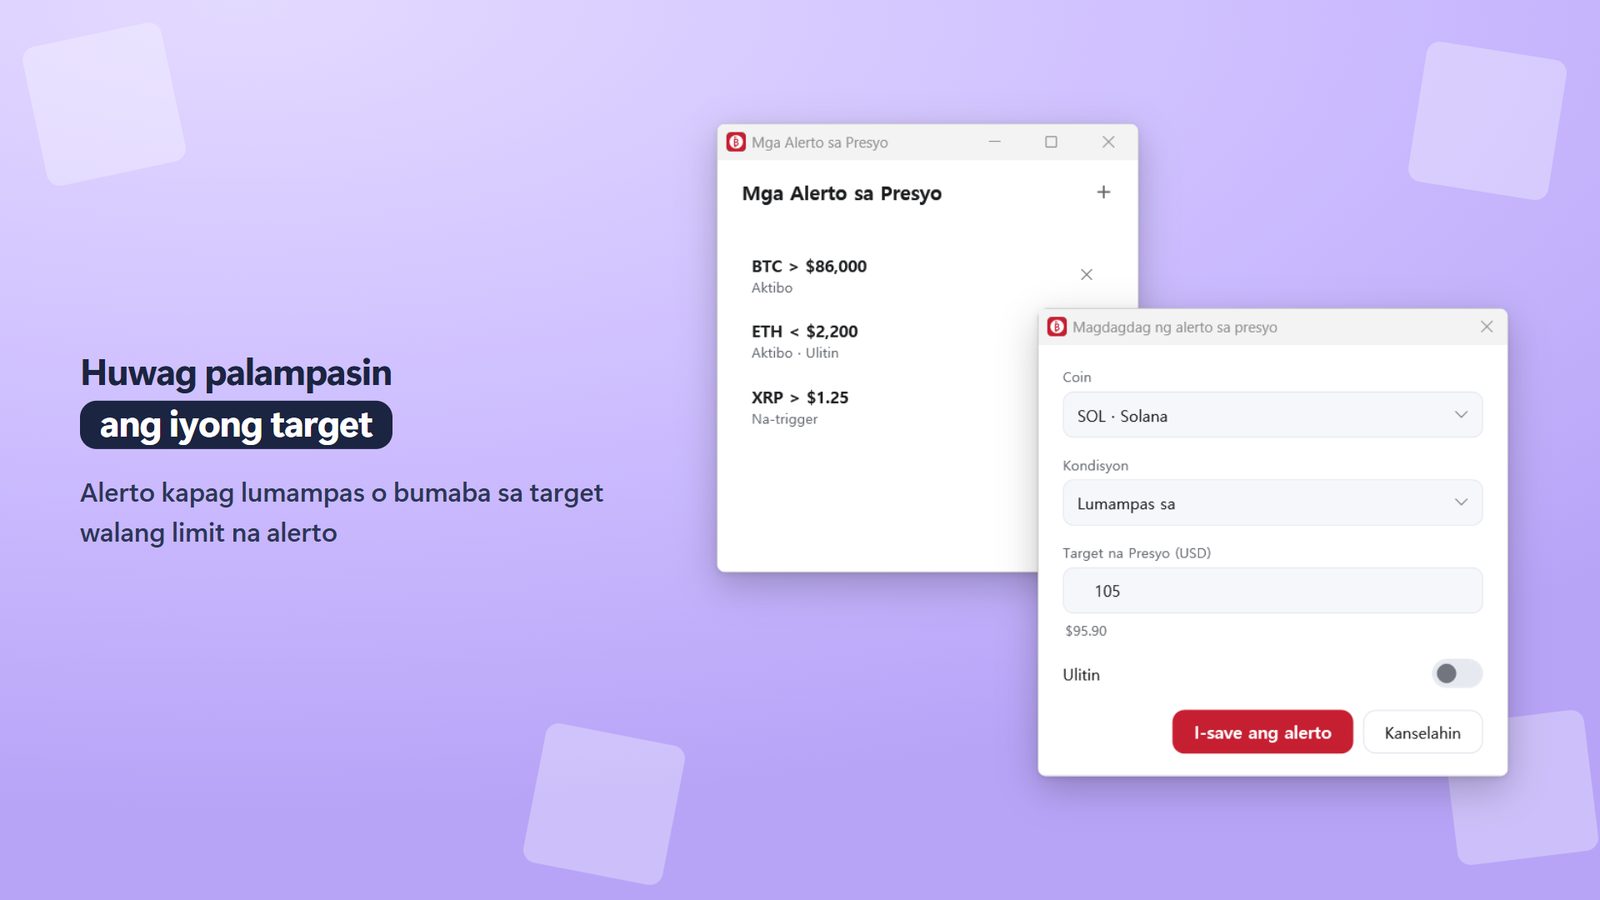 Huwag palampasin
ang iyong target
Alerto kapag lumampas o bumaba sa target
walang limit na alerto
Mga Alerto sa Presyo
Mga Alerto sa Presyo
BTC > $86,000
Aktibo
ETH < $2,200
Aktibo · Ulitin
XRP > $1.25
Na-trigger
Magdagdag ng alerto sa presyo
Coin
SOL · Solana
Kondisyon
Lumampas sa
Target na Presyo (USD)
105
$95.90
Ulitin
I-save ang alerto
Kanselahin